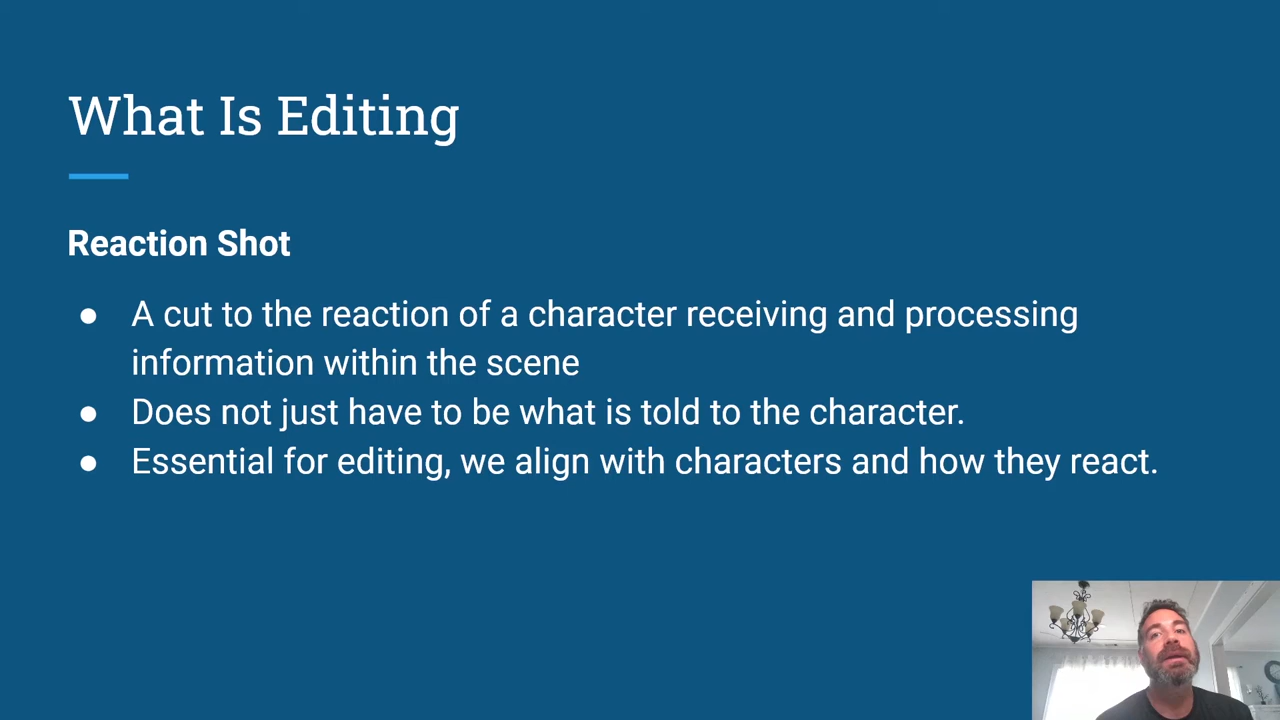 What Is Editing
Reaction Shot
● A cut to the reaction of a character receiving and processing
information within the scene
● Does not just have to be what is told to the character.
● Essential for editing, we align with characters and how they react.